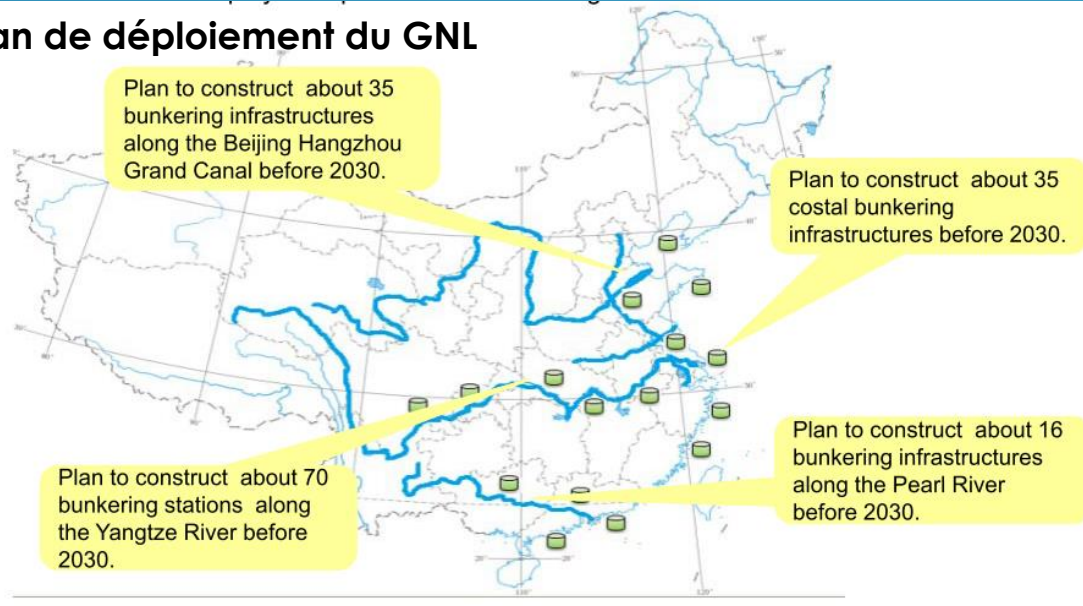 an de déploiement du GNL
Plan to construct about 35
bunkering infrastructures
along the Beijing Hangzhou
Grand Canal before 2030.
Plan to construct about 35
costal bunkering
infrastructures before 2030.
Plan to construct about 70
bunkering stations along
the Yangtze River before
2030.
Plan to construct about 16
bunkering infrastructures
along the Pearl River
before 2030.